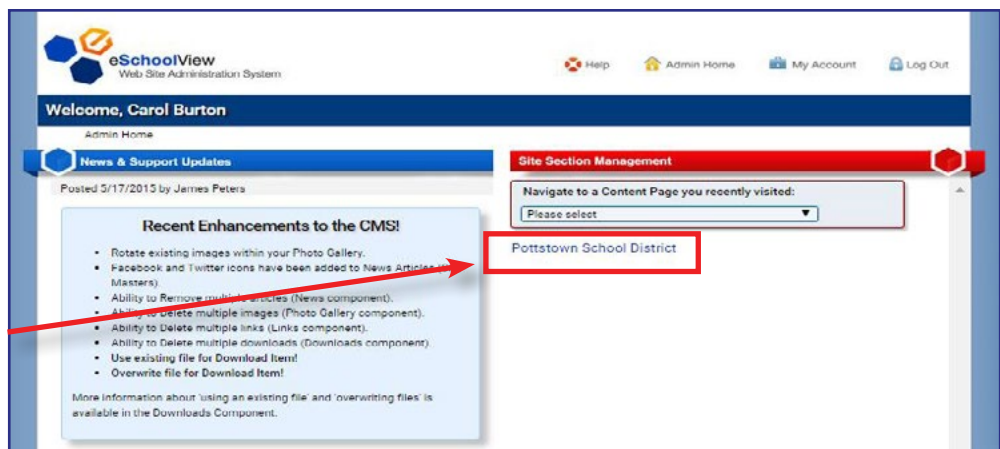 eSchoolView
Web Site Administration System
Help
Admin Home
My Account
Log Out
Welcome, Carol Burton
Admin Home
News & Support Updates
Posted 5/17/2015 by James Peters
Recent Enhancements to the CMS!
• Rotate existing images within your Photo Gallery.
• Facebook and Twitter icons have been added to News Articles
Masters).
• Ability to Remove multiple articles (News component).
• Ability to Delete multiple images (Photo Gallery component).
• Ability to Delete multiple links (Links component).
• Ability to Delete multiple downloads (Downloads component).
• Use existing file for Download Item!
• Overwrite file for Download Item!
More information about 'using an existing file' and 'overwriting files' is
available in the Downloads Component.
Site Section Management
Navigate to a Content Page you recently visited:
Please select
Pottstown School District